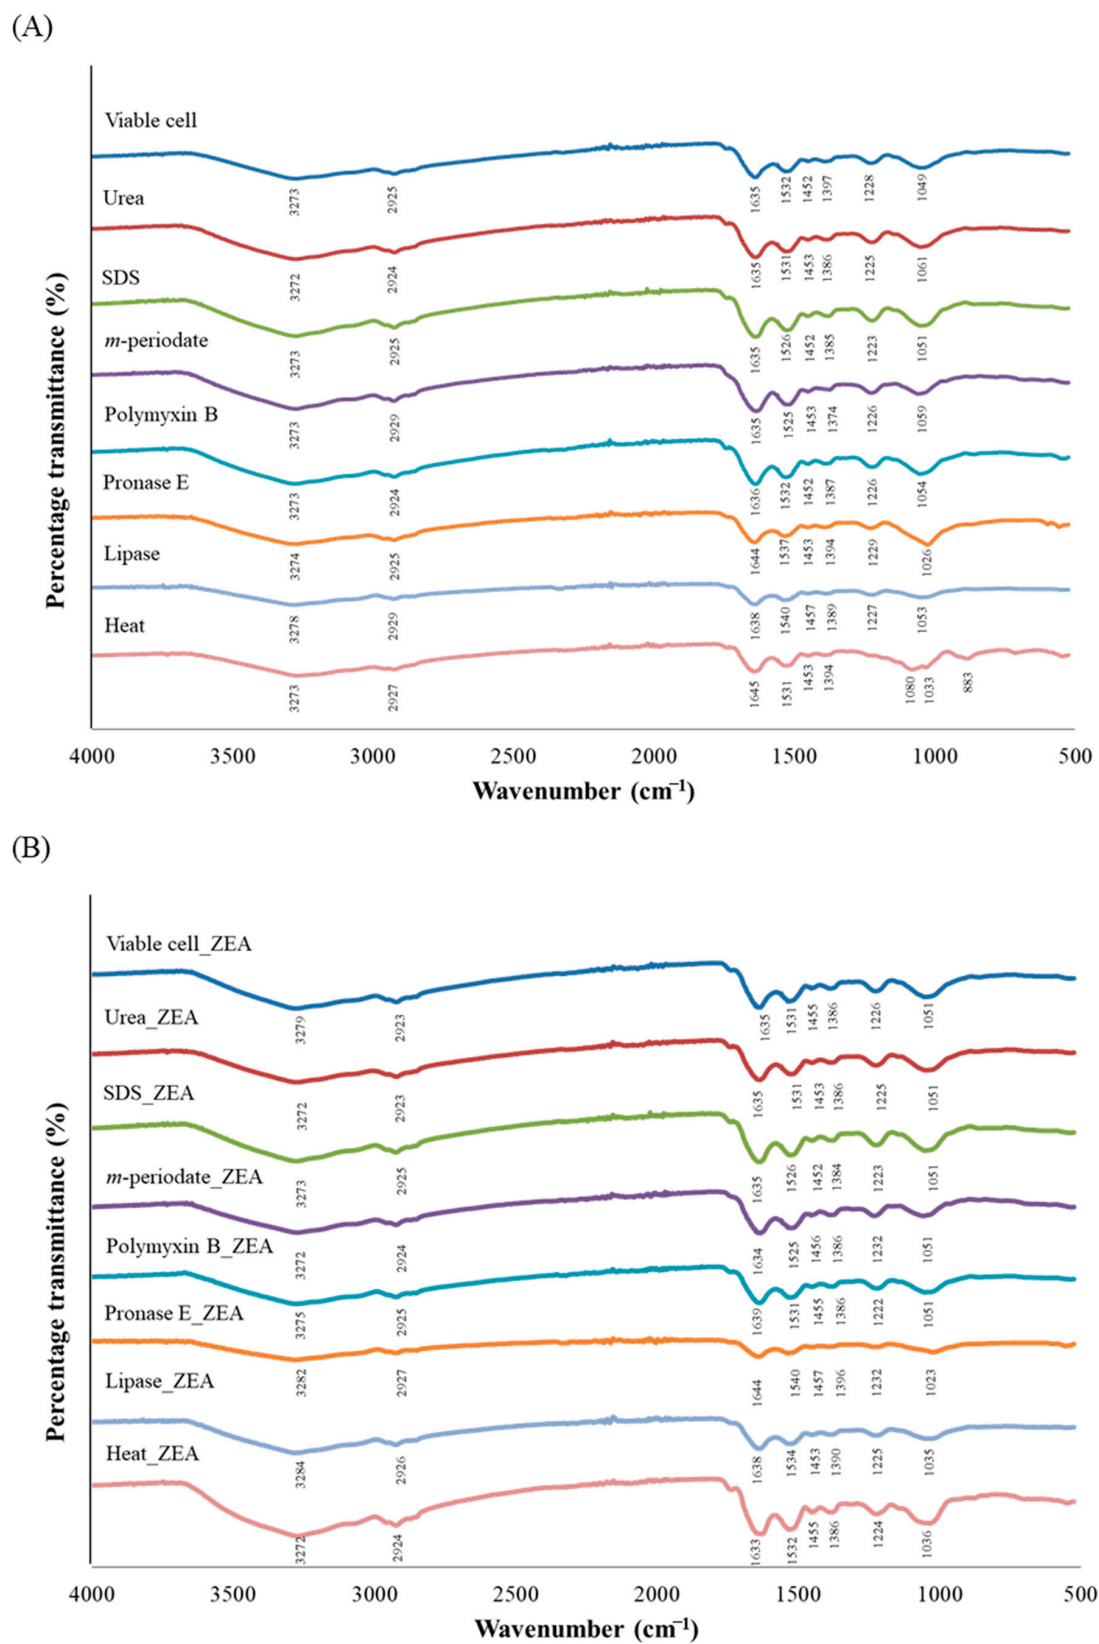 (A)
Viable cell
3273 2925 1635 1532 1452 1397 1228 1049
Urea
3272 2924 1635 1531 1453 1386 1225 1061
SDS
3273 2925 1635 1526 1452 1385 1223 1051
m-periodate
3273 2929 1635 1525 1453 1374 1226 1059
Polymyxin B
3273 2924 1636 1532 1452 1387 1226 1054
Pronase E
3274 2925 1644 1537 1453 1394 1229 1026
Lipase
3278 2929 1638 1540 1457 1389 1227 1053
Heat
3273 2927 1645 1531 1453 1394 1080 1033 883
Percentage transmittance (%)
4000 3500 3000 2500 2000 1500 1000 500
Wavenumber (cm⁻¹)
(B)
Viable cell_ZEA
3279 2923 1635 1531 1455 1386 1226 1051
Urea_ZEA
3272 2923 1635 1531 1453 1386 1225 1051
SDS_ZEA
3273 2925 1635 1526 1452 1384 1223 1051
m-periodate_ZEA
3272 2924 1634 1525 1456 1386 1232 1051
Polymyxin B_ZEA
3275 2925 1639 1531 1455 1386 1222 1051
Pronase E_ZEA
3282 2927 1644 1540 1457 1396 1232 1023
Lipase_ZEA
3284 2926 1638 1534 1453 1390 1225 1035
Heat_ZEA
3272 2924 1633 1532 1455 1386 1224 1036
Percentage transmittance (%)
4000 3500 3000 2500 2000 1500 1000 500
Wavenumber (cm⁻¹)